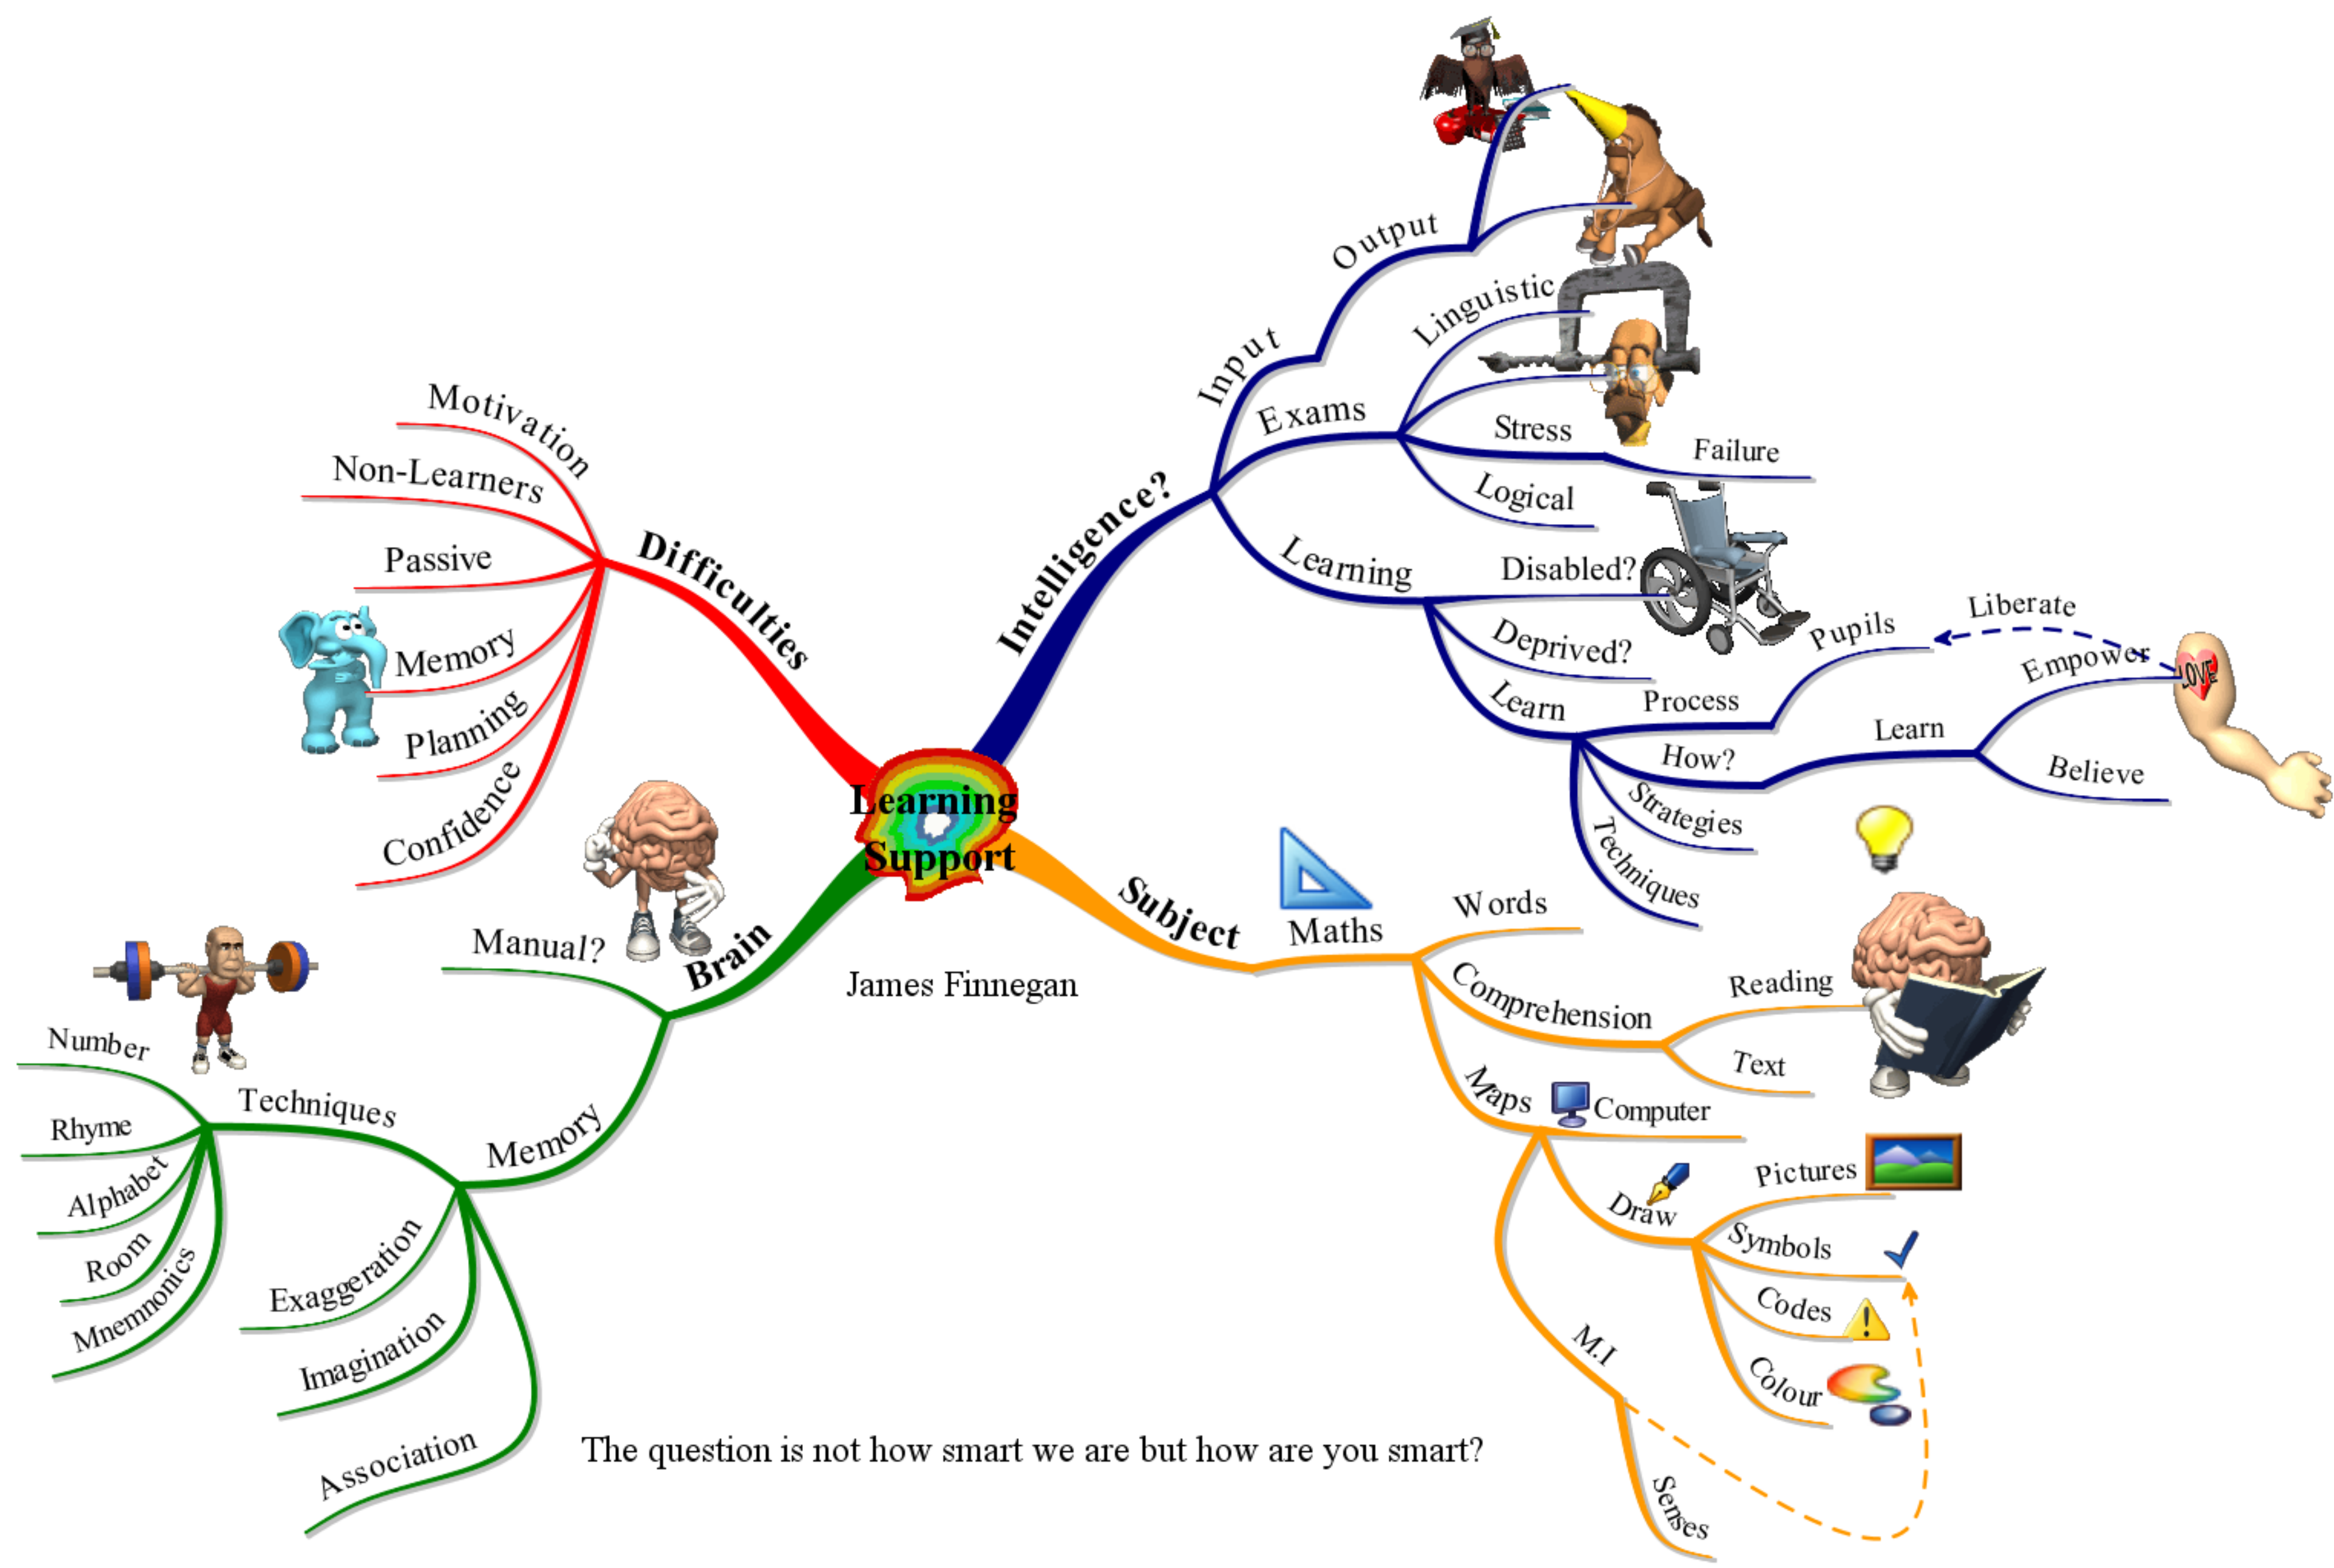 Learning
Support
James Finnegan
Intelligence?
Input
Output
Exams
Linguistic
Stress
Failure
Logical
Learning
Disabled?
Deprived?
Learn
Process
Pupils
Liberate
How?
Learn
Empower
LOVE
Believe
Strategies
Techniques
Subject
Maths
Words
Comprehension
Reading
Text
Maps
Computer
Draw
Pictures
Symbols
Codes
Colour
M.I
Senses
Brain
Manual?
Memory
Techniques
Number
Rhyme
Alphabet
Room
Mnemnonics
Exaggeration
Imagination
Association
Difficulties
Motivation
Non-Learners
Passive
Memory
Planning
Confidence
The question is not how smart we are but how are you smart?